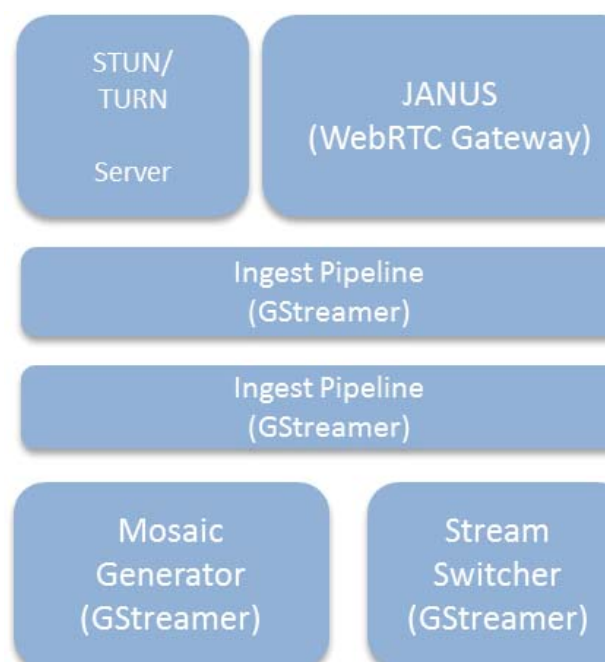 STUN/
TURN
Server
JANUS
(WebRTC Gateway)
Ingest Pipeline
(GStreamer)
Ingest Pipeline
(GStreamer)
Mosaic
Generator
(GStreamer)
Stream
Switcher
(GStreamer)